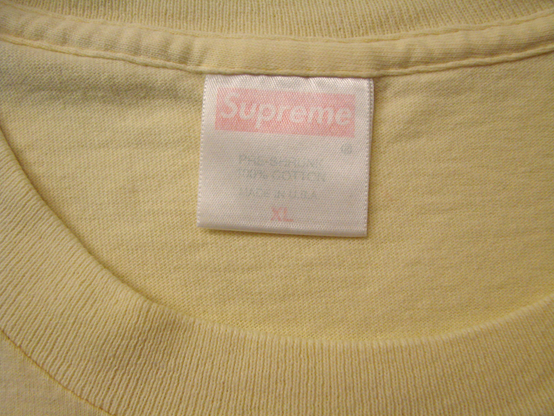 Supreme
®
PRE-SHRUNK
100% COTTON
MADE IN U.S.A.
XL